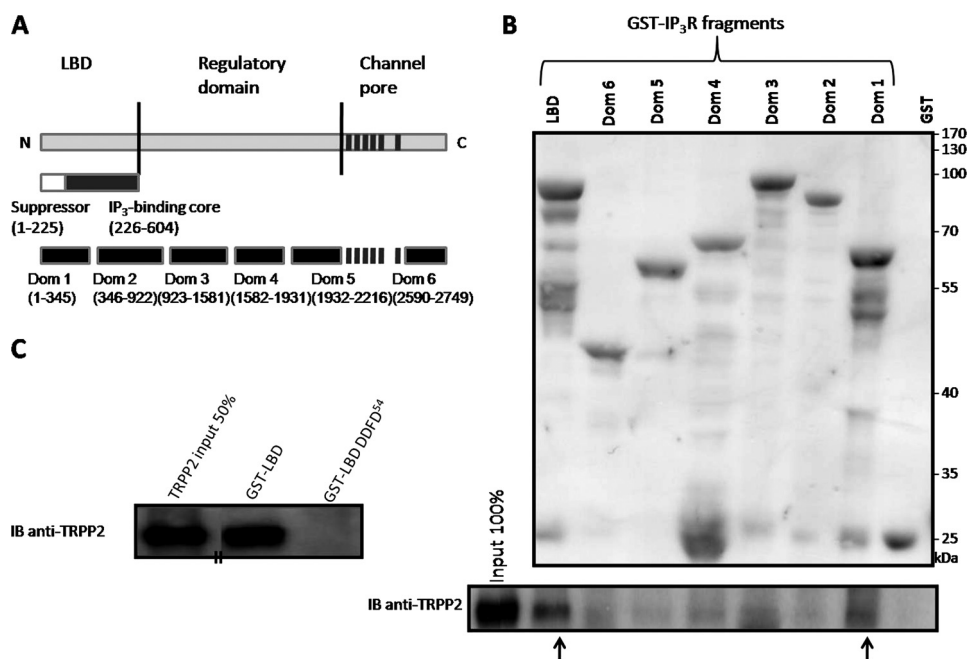 A
LBD
Regulatory
domain
Channel
pore
N
C
Suppressor
(1-225)
IP₃-binding core
(226-604)
Dom 1
(1-345)
Dom 2
(346-922)
Dom 3
(923-1581)
Dom 4
(1582-1931)
Dom 5
(1932-2216)
Dom 6
(2590-2749)
B
GST-IP₃R fragments
LBD
Dom 6
Dom 5
Dom 4
Dom 3
Dom 2
Dom 1
GST
170
130
100
70
55
40
35
25
kDa
Input 100%
IB anti-TRPP2
C
TRPP2 input 50%
GST-LBD
GST-LBD DDFD⁵⁴
IB anti-TRPP2